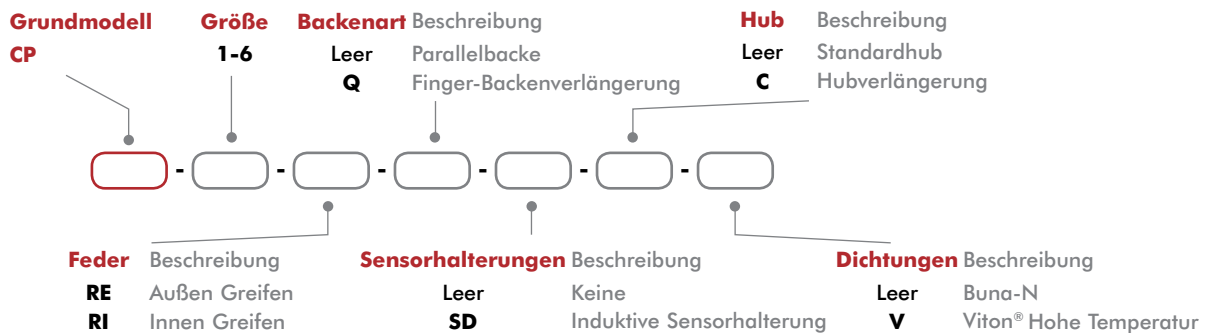 Grundmodell Größe Backenart Beschreibung Hub Beschreibung
CP 1-6 Leer Parallelbacke Leer Standardhub
Q Finger-Backenverlängerung C Hubverlängerung
- - - - - -
Feder Beschreibung Sensorhalterungen Beschreibung Dichtungen Beschreibung
RE Außen Greifen Leer Keine Leer Buna-N
RI Innen Greifen SD Induktive Sensorhalterung V Viton® Hohe Temperatur